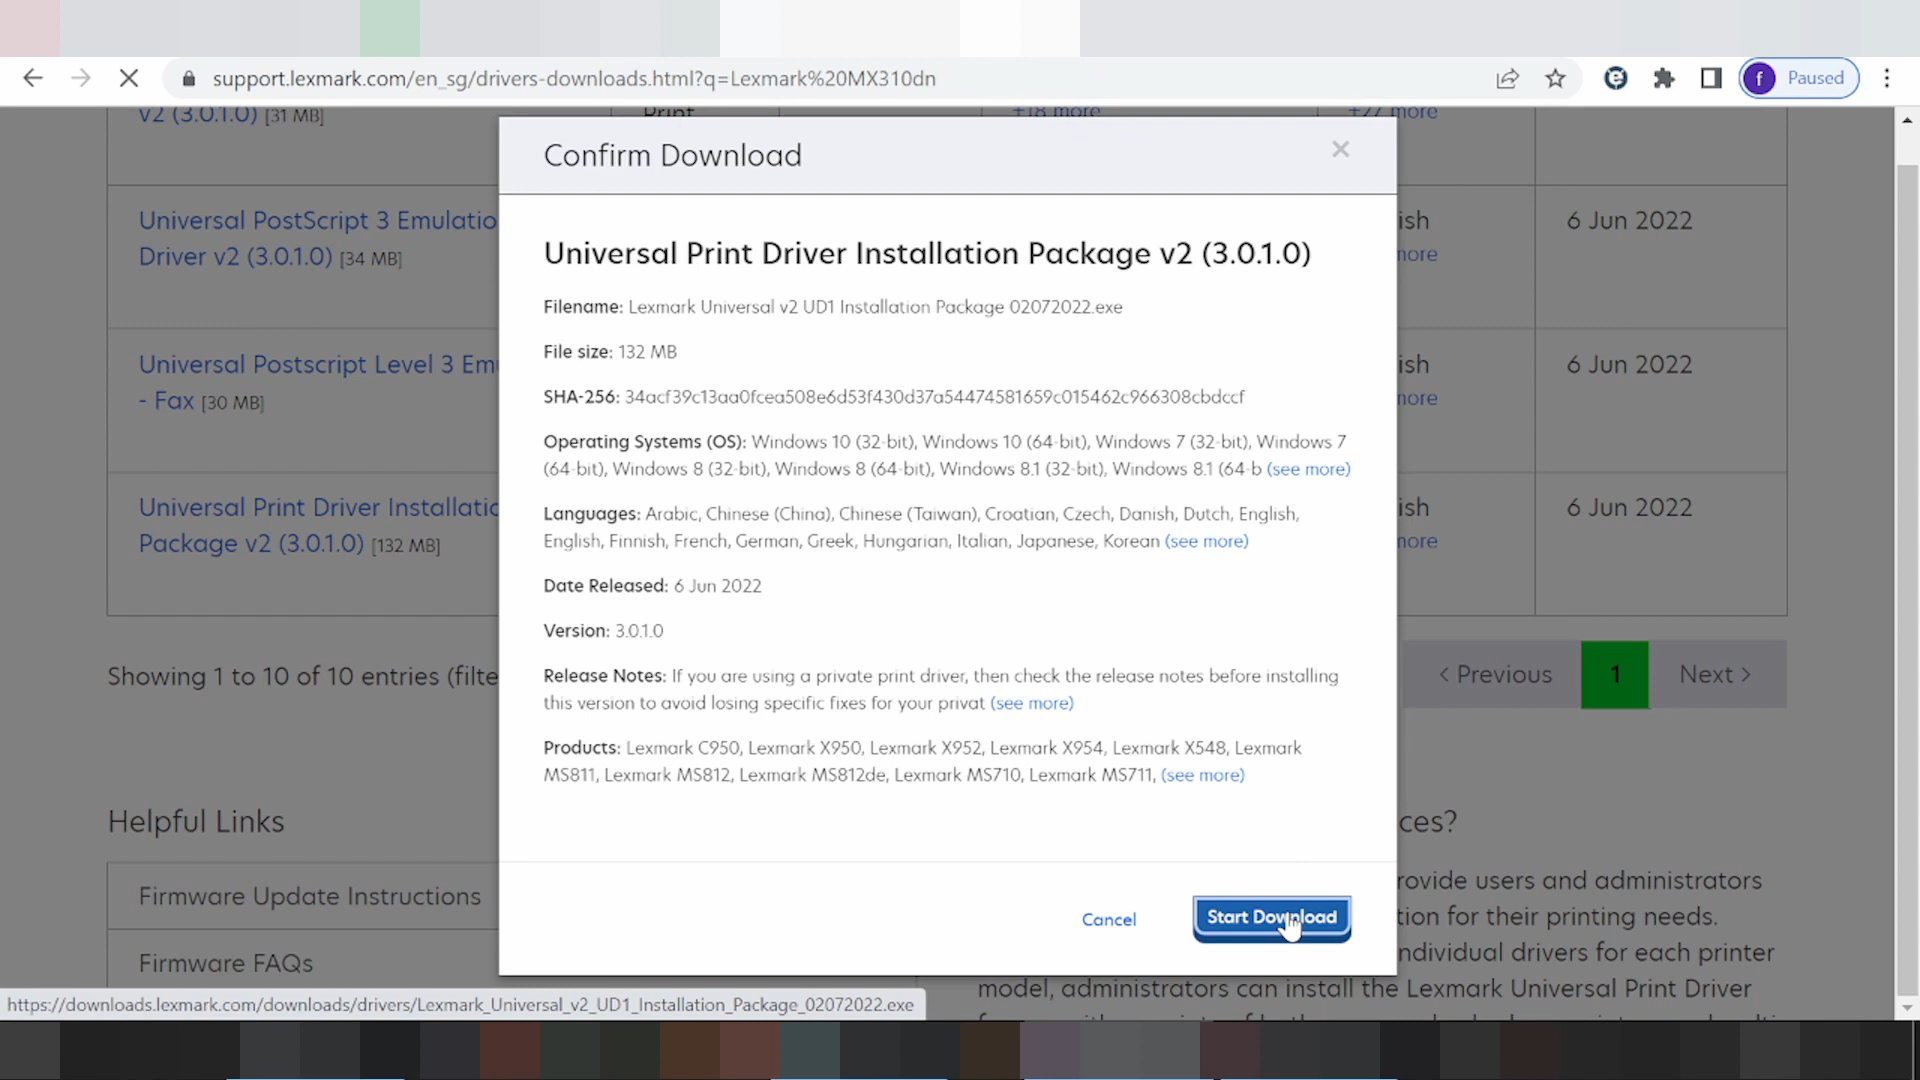 support.lexmark.com/en_sg/drivers-downloads.html?q=Lexmark%20MX310dn
f Paused
v2 (3.0.1.0) [31 MB]
Print
+18 more
+27 more
Confirm Download
×
Universal PostScript 3 Emulatio
Driver v2 (3.0.1.0) [34 MB]
ish
more
6 Jun 2022
Universal Print Driver Installation Package v2 (3.0.1.0)
Filename: Lexmark Universal v2 UD1 Installation Package 02072022.exe
File size: 132 MB
Universal Postscript Level 3 Em
- Fax [30 MB]
ish
more
6 Jun 2022
SHA-256: 34acf39c13aa0fcea508e6d53f430d37a54474581659c015462c966308cbdccf
Operating Systems (OS): Windows 10 (32-bit), Windows 10 (64-bit), Windows 7 (32-bit), Windows 7
(64-bit), Windows 8 (32-bit), Windows 8 (64-bit), Windows 8.1 (32-bit), Windows 8.1 (64-b (see more)
Universal Print Driver Installatic
Package v2 (3.0.1.0) [132 MB]
ish
more
6 Jun 2022
Languages: Arabic, Chinese (China), Chinese (Taiwan), Croatian, Czech, Danish, Dutch, English,
English, Finnish, French, German, Greek, Hungarian, Italian, Japanese, Korean (see more)
Date Released: 6 Jun 2022
Version: 3.0.1.0
Showing 1 to 10 of 10 entries (filte
< Previous 1 Next >
Release Notes: If you are using a private print driver, then check the release notes before installing
this version to avoid losing specific fixes for your privat (see more)
Products: Lexmark C950, Lexmark X950, Lexmark X952, Lexmark X954, Lexmark X548, Lexmark
MS811, Lexmark MS812, Lexmark MS812de, Lexmark MS710, Lexmark MS711, (see more)
Helpful Links
ces?
Firmware Update Instructions
Firmware FAQs
Cancel
Start Download
rovide users and administrators
tion for their printing needs.
ndividual drivers for each printer
model, administrators can install the Lexmark Universal Print Driver
https://downloads.lexmark.com/downloads/drivers/Lexmark_Universal_v2_UD1_Installation_Package_02072022.exe